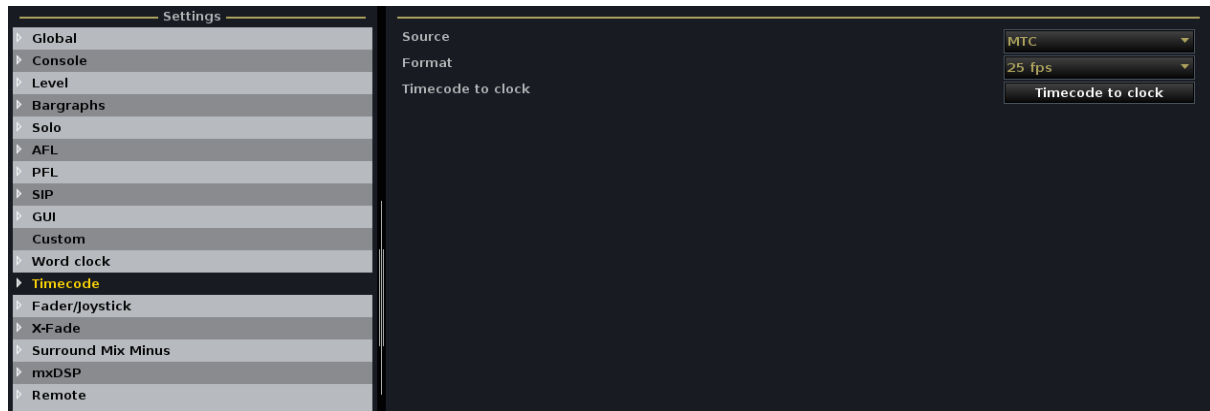 Settings
Global
Console
Level
Bargraphs
Solo
AFL
PFL
SIP
GUI
Custom
Word clock
Timecode
Fader/Joystick
X-Fade
Surround Mix Minus
mxDSP
Remote
Source MTC
Format 25 fps
Timecode to clock Timecode to clock